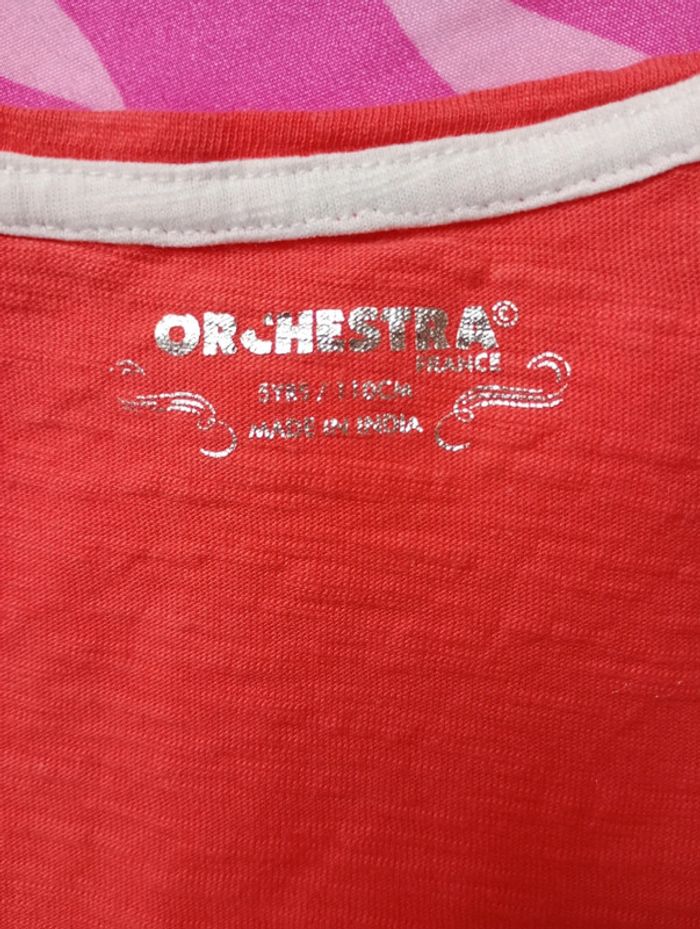 ORCHESTRA©
FRANCE
5YRS / 110CM
MADE IN INDIA